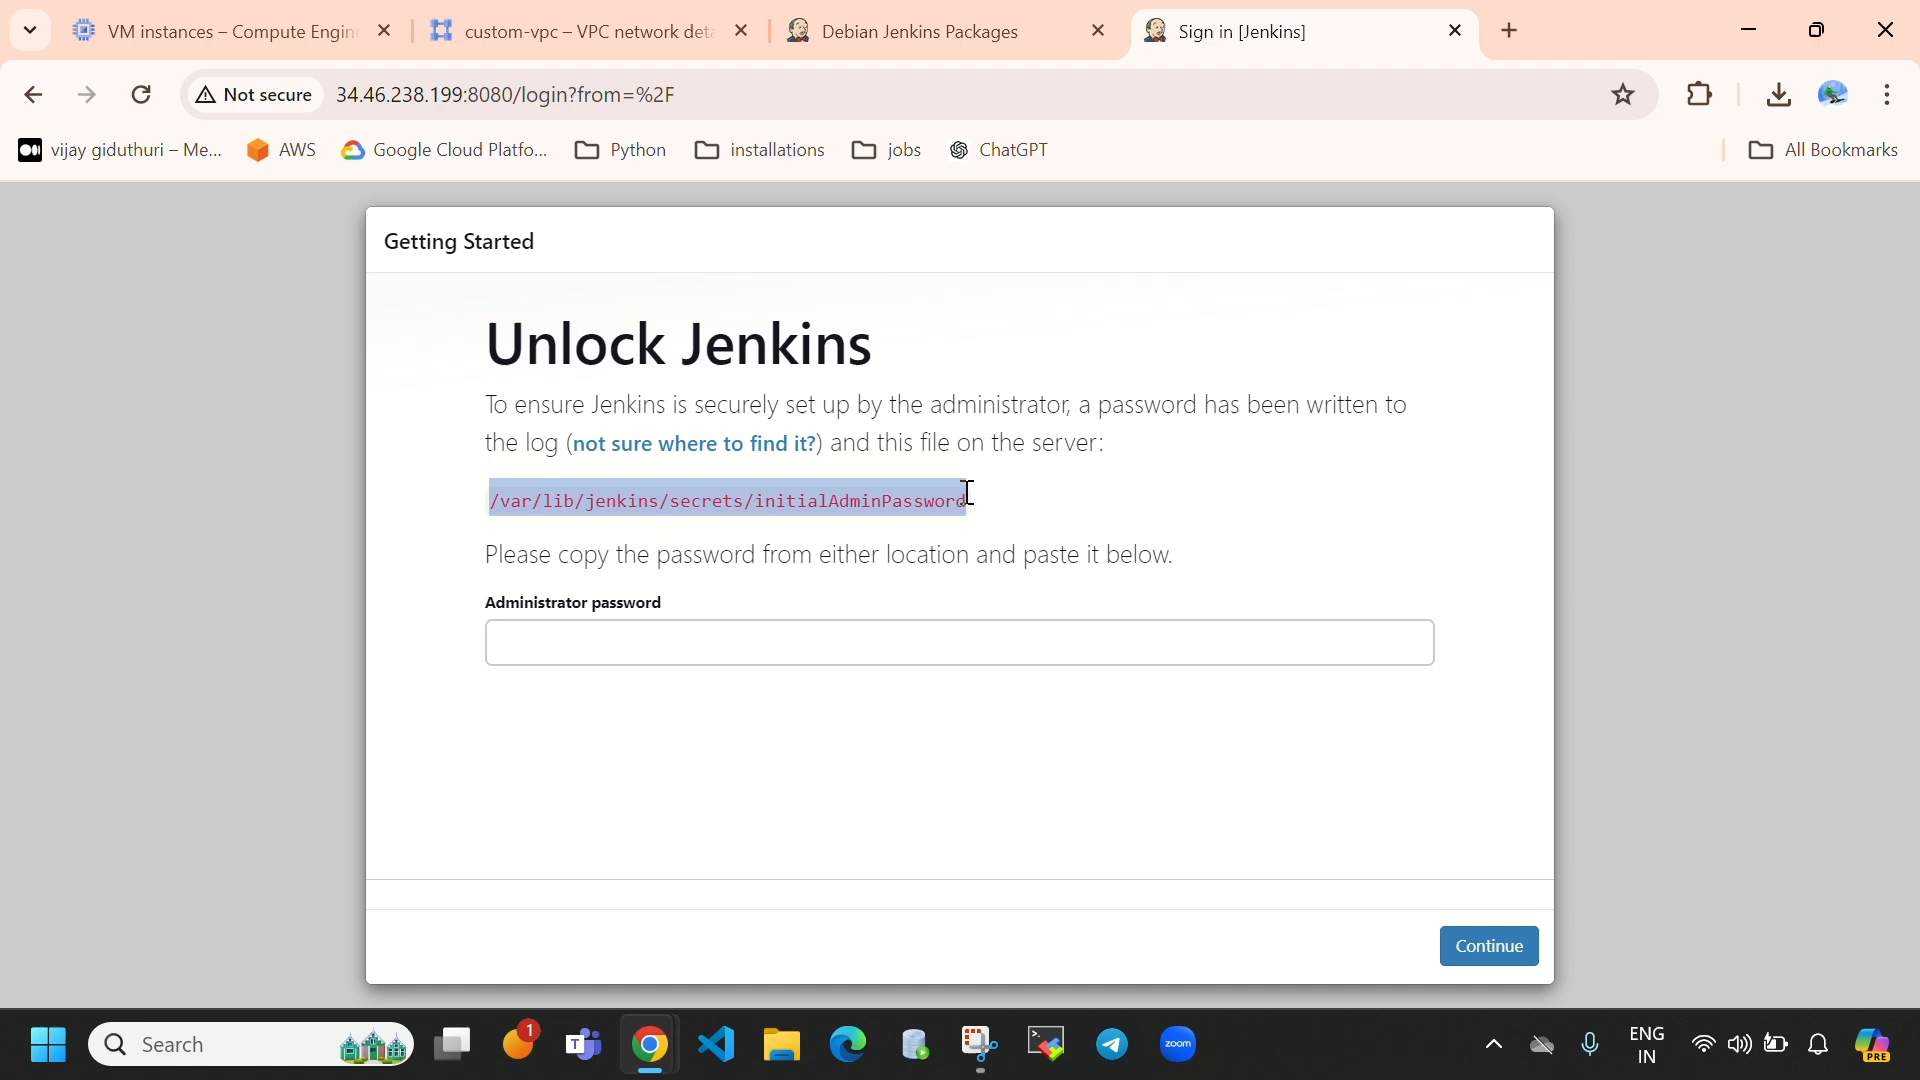 VM instances – Compute Engin
custom-vpc – VPC network deta
Debian Jenkins Packages
Sign in [Jenkins]
Not secure
34.46.238.199:8080/login?from=%2F
vijay giduthuri – Me...
AWS
Google Cloud Platfo...
Python
installations
jobs
ChatGPT
All Bookmarks
Getting Started
Unlock Jenkins
To ensure Jenkins is securely set up by the administrator, a password has been written to
the log (not sure where to find it?) and this file on the server:
/var/lib/jenkins/secrets/initialAdminPassword
Please copy the password from either location and paste it below.
Administrator password
Continue
Search
1
T
zoom
ENG
IN
PRE